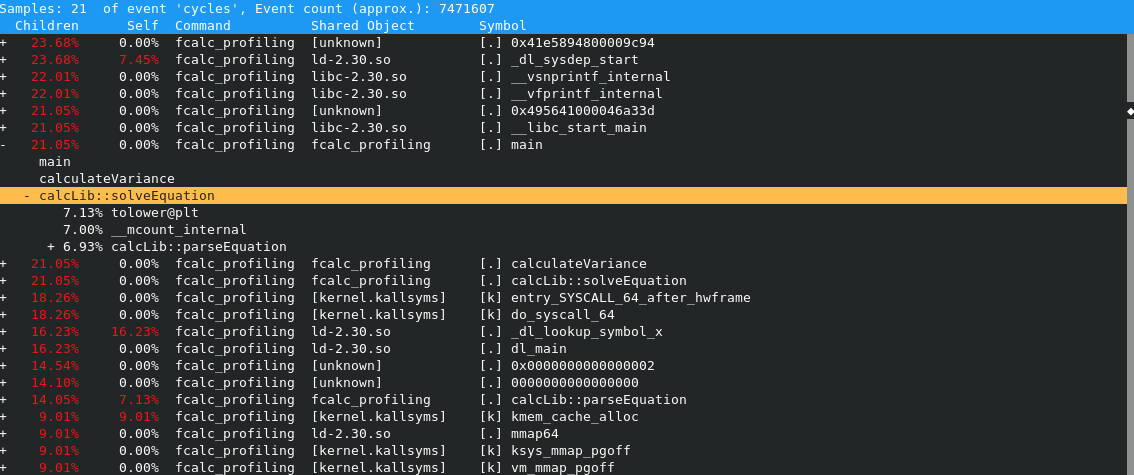 Samples: 21  of event 'cycles', Event count (approx.): 7471607
  Children      Self  Command        Shared Object        Symbol
+   23.68%     0.00%  fcalc_profiling  [unknown]            [.] 0x41e5894800009c94
+   23.68%     7.45%  fcalc_profiling  ld-2.30.so           [.] _dl_sysdep_start
+   22.01%     0.00%  fcalc_profiling  libc-2.30.so         [.] __vsnprintf_internal
+   22.01%     0.00%  fcalc_profiling  libc-2.30.so         [.] __vfprintf_internal
+   21.05%     0.00%  fcalc_profiling  [unknown]            [.] 0x495641000046a33d
+   21.05%     0.00%  fcalc_profiling  libc-2.30.so         [.] __libc_start_main
-   21.05%     0.00%  fcalc_profiling  fcalc_profiling      [.] main
     main
     calculateVariance
   - calcLib::solveEquation
        7.13% tolower@plt
        7.00% __mcount_internal
      + 6.93% calcLib::parseEquation
+   21.05%     0.00%  fcalc_profiling  fcalc_profiling      [.] calculateVariance
+   21.05%     0.00%  fcalc_profiling  fcalc_profiling      [.] calcLib::solveEquation
+   18.26%     0.00%  fcalc_profiling  [kernel.kallsyms]    [k] entry_SYSCALL_64_after_hwframe
+   18.26%     0.00%  fcalc_profiling  [kernel.kallsyms]    [k] do_syscall_64
+   16.23%    16.23%  fcalc_profiling  ld-2.30.so           [.] _dl_lookup_symbol_x
+   16.23%     0.00%  fcalc_profiling  ld-2.30.so           [.] dl_main
+   14.54%     0.00%  fcalc_profiling  [unknown]            [.] 0x0000000000000002
+   14.10%     0.00%  fcalc_profiling  [unknown]            [.] 0000000000000000
+   14.05%     7.13%  fcalc_profiling  fcalc_profiling      [.] calcLib::parseEquation
+    9.01%     9.01%  fcalc_profiling  [kernel.kallsyms]    [k] kmem_cache_alloc
+    9.01%     0.00%  fcalc_profiling  ld-2.30.so           [.] mmap64
+    9.01%     0.00%  fcalc_profiling  [kernel.kallsyms]    [k] ksys_mmap_pgoff
+    9.01%     0.00%  fcalc_profiling  [kernel.kallsyms]    [k] vm_mmap_pgoff